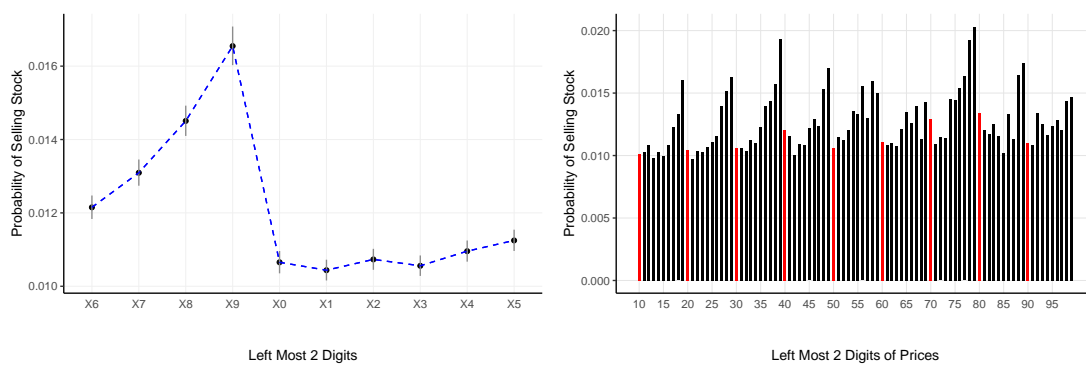 Probability of Selling Stock
0.016
0.014
0.012
0.010
X6 X7 X8 X9 X0 X1 X2 X3 X4 X5
Left Most 2 Digits
Probability of Selling Stock
0.020
0.015
0.010
0.005
0.000
10 15 20 25 30 35 40 45 50 55 60 65 70 75 80 85 90 95
Left Most 2 Digits of Prices